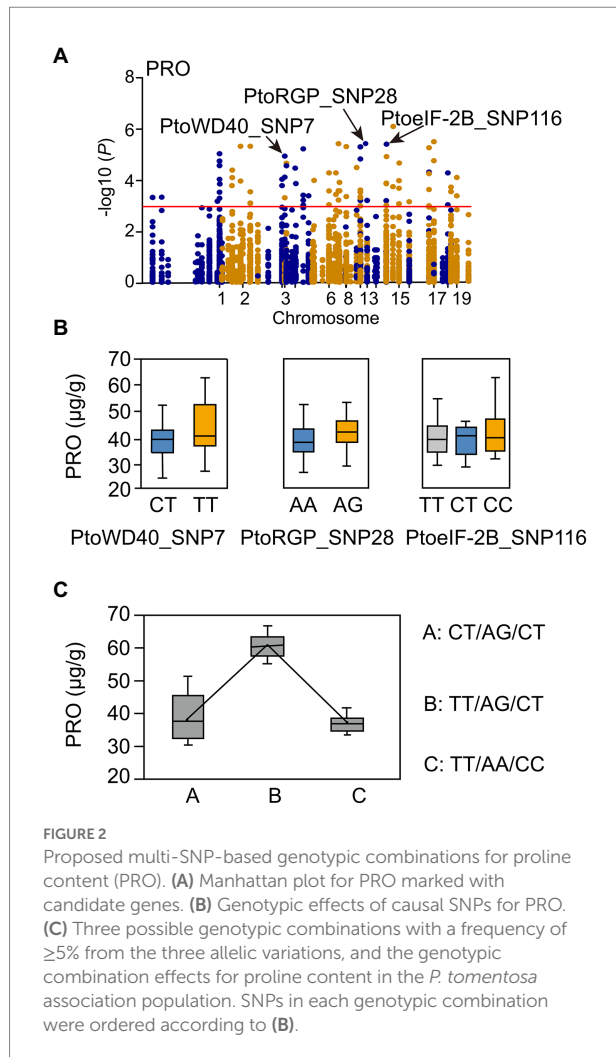 A
PRO
PtoRGP_SNP28
PtoWD40_SNP7
PtoeIF-2B_SNP116
8
6
4
2
0
-log10 (P)
1 2 3 6 8 13 15 17 19
Chromosome
B
70
60
50
40
30
20
PRO (µg/g)
CT TT
AA AG
TT CT CC
PtoWD40_SNP7 PtoRGP_SNP28 PtoeIF-2B_SNP116
C
70
60
50
40
30
20
PRO (µg/g)
A B C
A: CT/AG/CT
B: TT/AG/CT
C: TT/AA/CC
FIGURE 2
Proposed multi-SNP-based genotypic combinations for proline
content (PRO). (A) Manhattan plot for PRO marked with
candidate genes. (B) Genotypic effects of causal SNPs for PRO.
(C) Three possible genotypic combinations with a frequency of
≥5% from the three allelic variations, and the genotypic
combination effects for proline content in the P. tomentosa
association population. SNPs in each genotypic combination
were ordered according to (B).